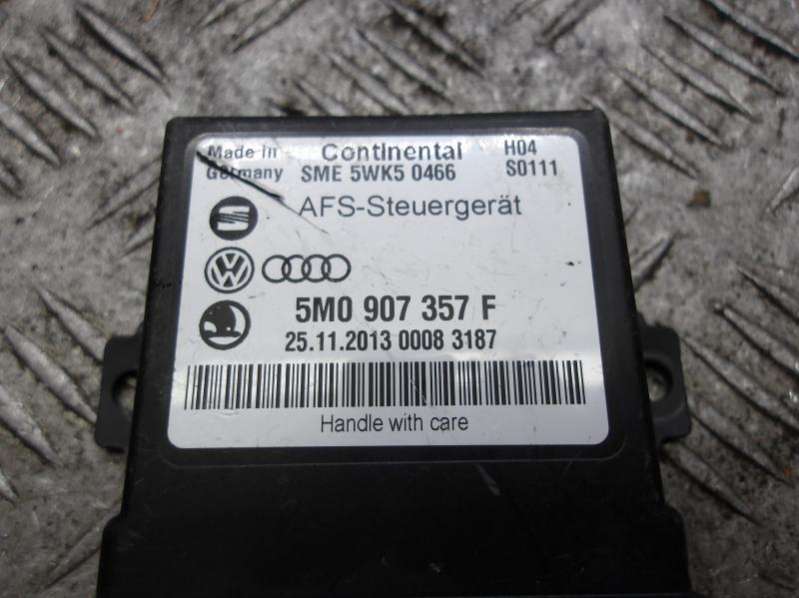 Made in Continental H04
Germany SME 5WK5 0466 S0111
AFS-Steuergerät
5M0 907 357 F
25.11.2013 0008 3187
Handle with care